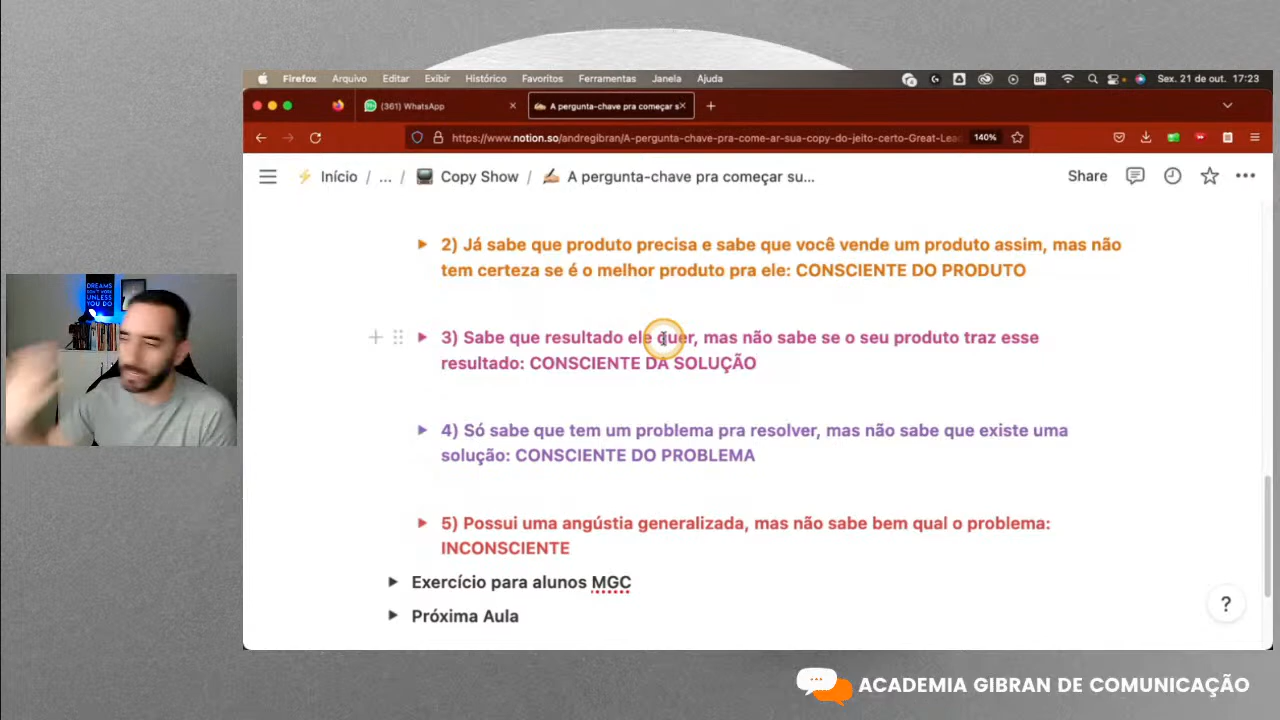 Firefox Arquivo Editar Exibir Histórico Favoritos Ferramentas Janela Ajuda BR Sex. 21 de out. 17:23
(361) WhatsApp A pergunta-chave pra começar s
https://www.notion.so/andregibran/A-pergunta-chave-pra-come-ar-sua-copy-do-jeito-certo-Great-Lea 140%
Início / ... / Copy Show / A pergunta-chave pra começar su... Share
2) Já sabe que produto precisa e sabe que você vende um produto assim, mas não
tem certeza se é o melhor produto pra ele: CONSCIENTE DO PRODUTO
3) Sabe que resultado ele quer, mas não sabe se o seu produto traz esse
resultado: CONSCIENTE DA SOLUÇÃO
4) Só sabe que tem um problema pra resolver, mas não sabe que existe uma
solução: CONSCIENTE DO PROBLEMA
5) Possui uma angústia generalizada, mas não sabe bem qual o problema:
INCONSCIENTE
Exercício para alunos MGC
Próxima Aula
?
DREAMS
DON'T WORK
UNLESS
YOU DO
ACADEMIA GIBRAN DE COMUNICAÇÃO